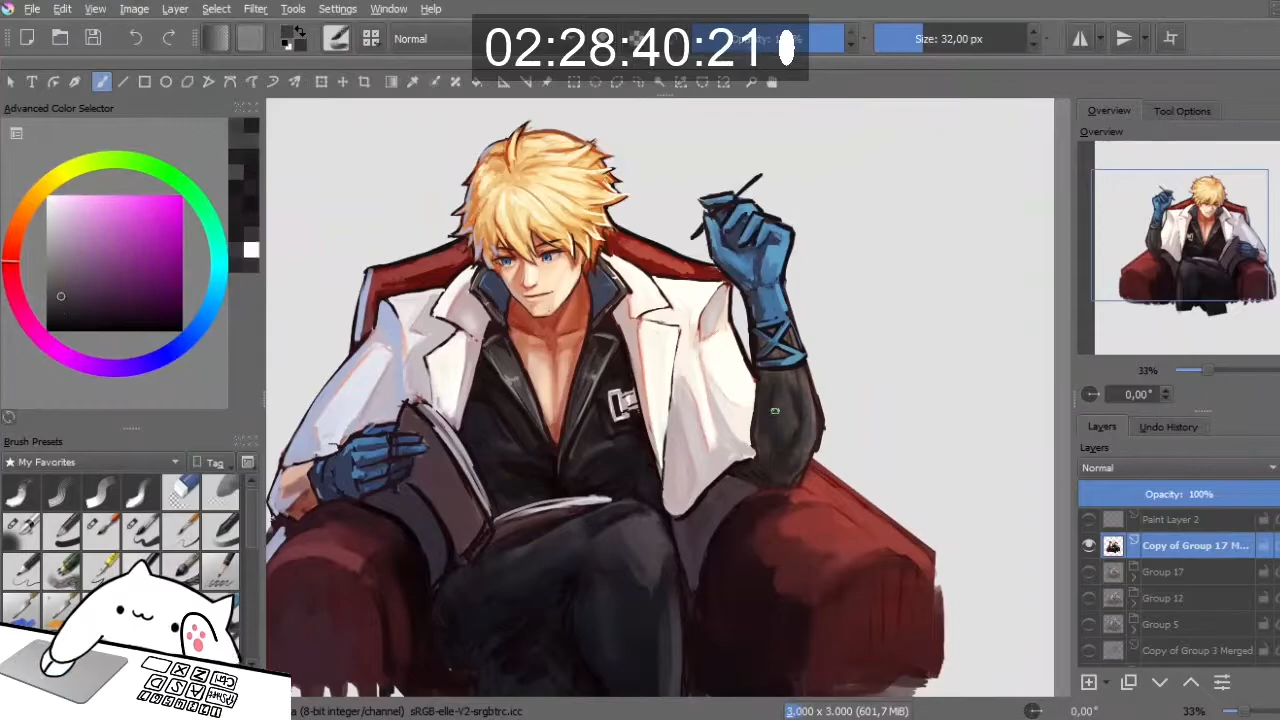 File Edit View Image Layer Select Filter Tools Settings Window Help
Normal
02:28:40:21
Size: 32,00 px
Advanced Color Selector
Overview Tool Options
Overview
33%
0,00°
Layers Undo History
Layers
Normal
Opacity: 100%
Paint Layer 2
Copy of Group 17 M...
Group 17
Group 12
Group 5
Copy of Group 3 Merged
Brush Presets
My Favorites
Tag
a (8-bit integer/channel) sRGB-elle-V2-srgbtrc.icc
3.000 x 3.000 (601,7 MiB)
0,00°
33%